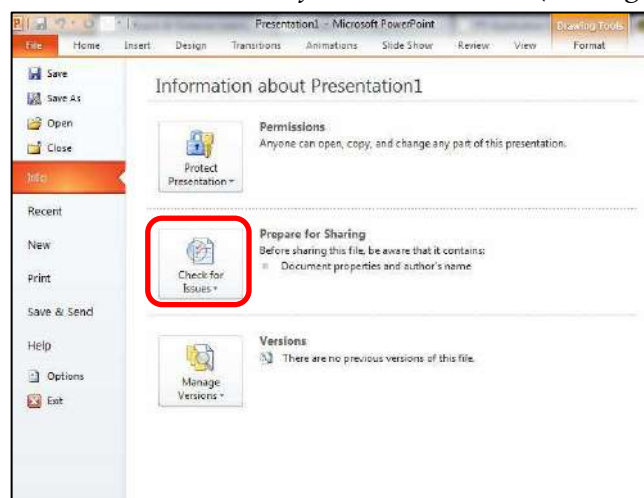 Presentation1 - Microsoft PowerPoint
Drawing Tools
File Home Insert Design Transitions Animations Slide Show Review View Format
Save
Save As
Open
Close
Info
Recent
New
Print
Save & Send
Help
Options
Exit
Information about Presentation1
Permissions
Anyone can open, copy, and change any part of this presentation.
Protect
Presentation
Prepare for Sharing
Before sharing this file, be aware that it contains:
Document properties and author's name
Check for
Issues
Versions
There are no previous versions of this file.
Manage
Versions